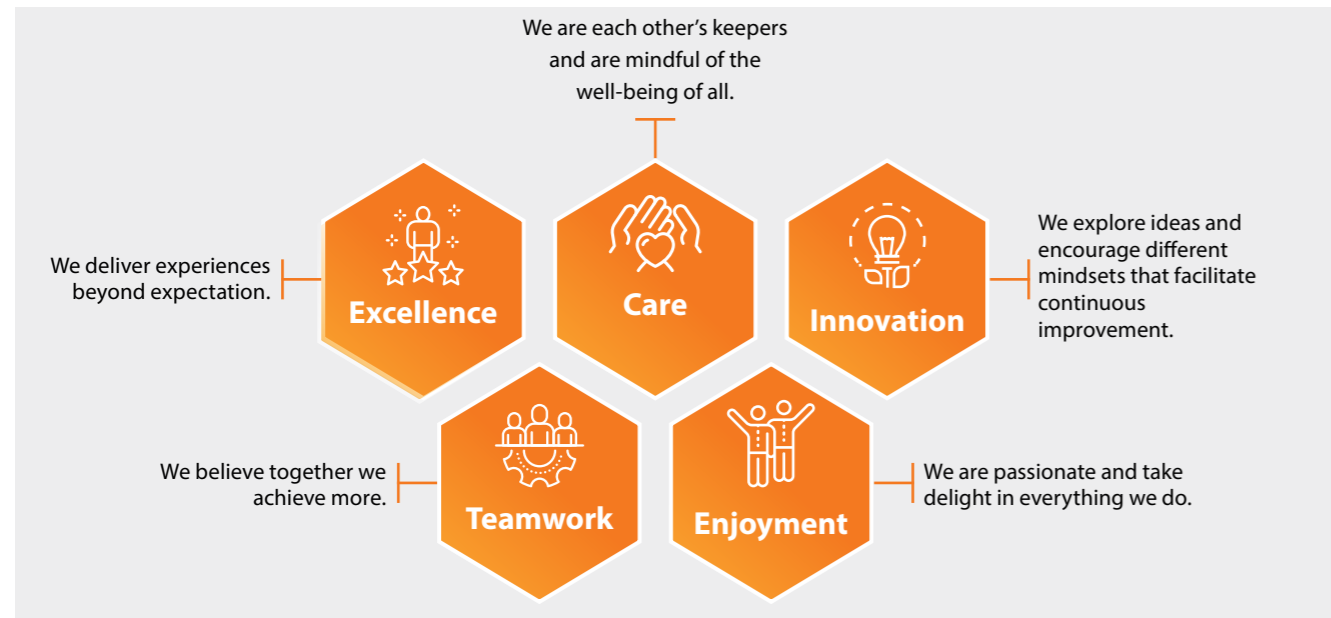 We are each other’s keepers
and are mindful of the
well-being of all.
We deliver experiences
beyond expectation.
Excellence
Care
Innovation
We explore ideas and
encourage different
mindsets that facilitate
continuous
improvement.
We believe together we
achieve more.
Teamwork
Enjoyment
We are passionate and take
delight in everything we do.